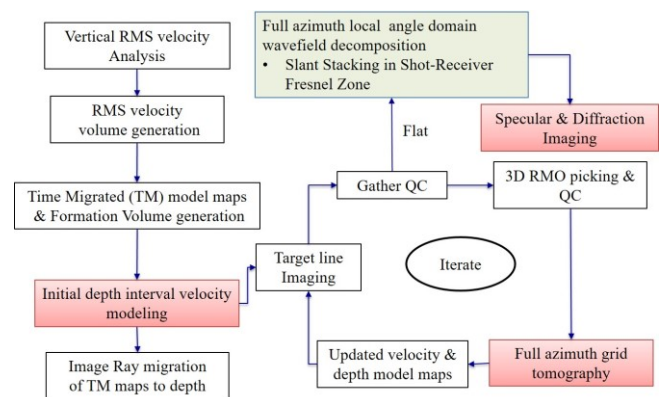 Vertical RMS velocity
Analysis
RMS velocity
volume generation
Time Migrated (TM) model maps
& Formation Volume generation
Initial depth interval velocity
modeling
Image Ray migration
of TM maps to depth
Full azimuth local angle domain
wavefield decomposition
• Slant Stacking in Shot-Receiver
Fresnel Zone
Flat
Specular & Diffraction
Imaging
Gather QC
3D RMO picking &
QC
Target line
Imaging
Iterate
Updated velocity &
depth model maps
Full azimuth grid
tomography